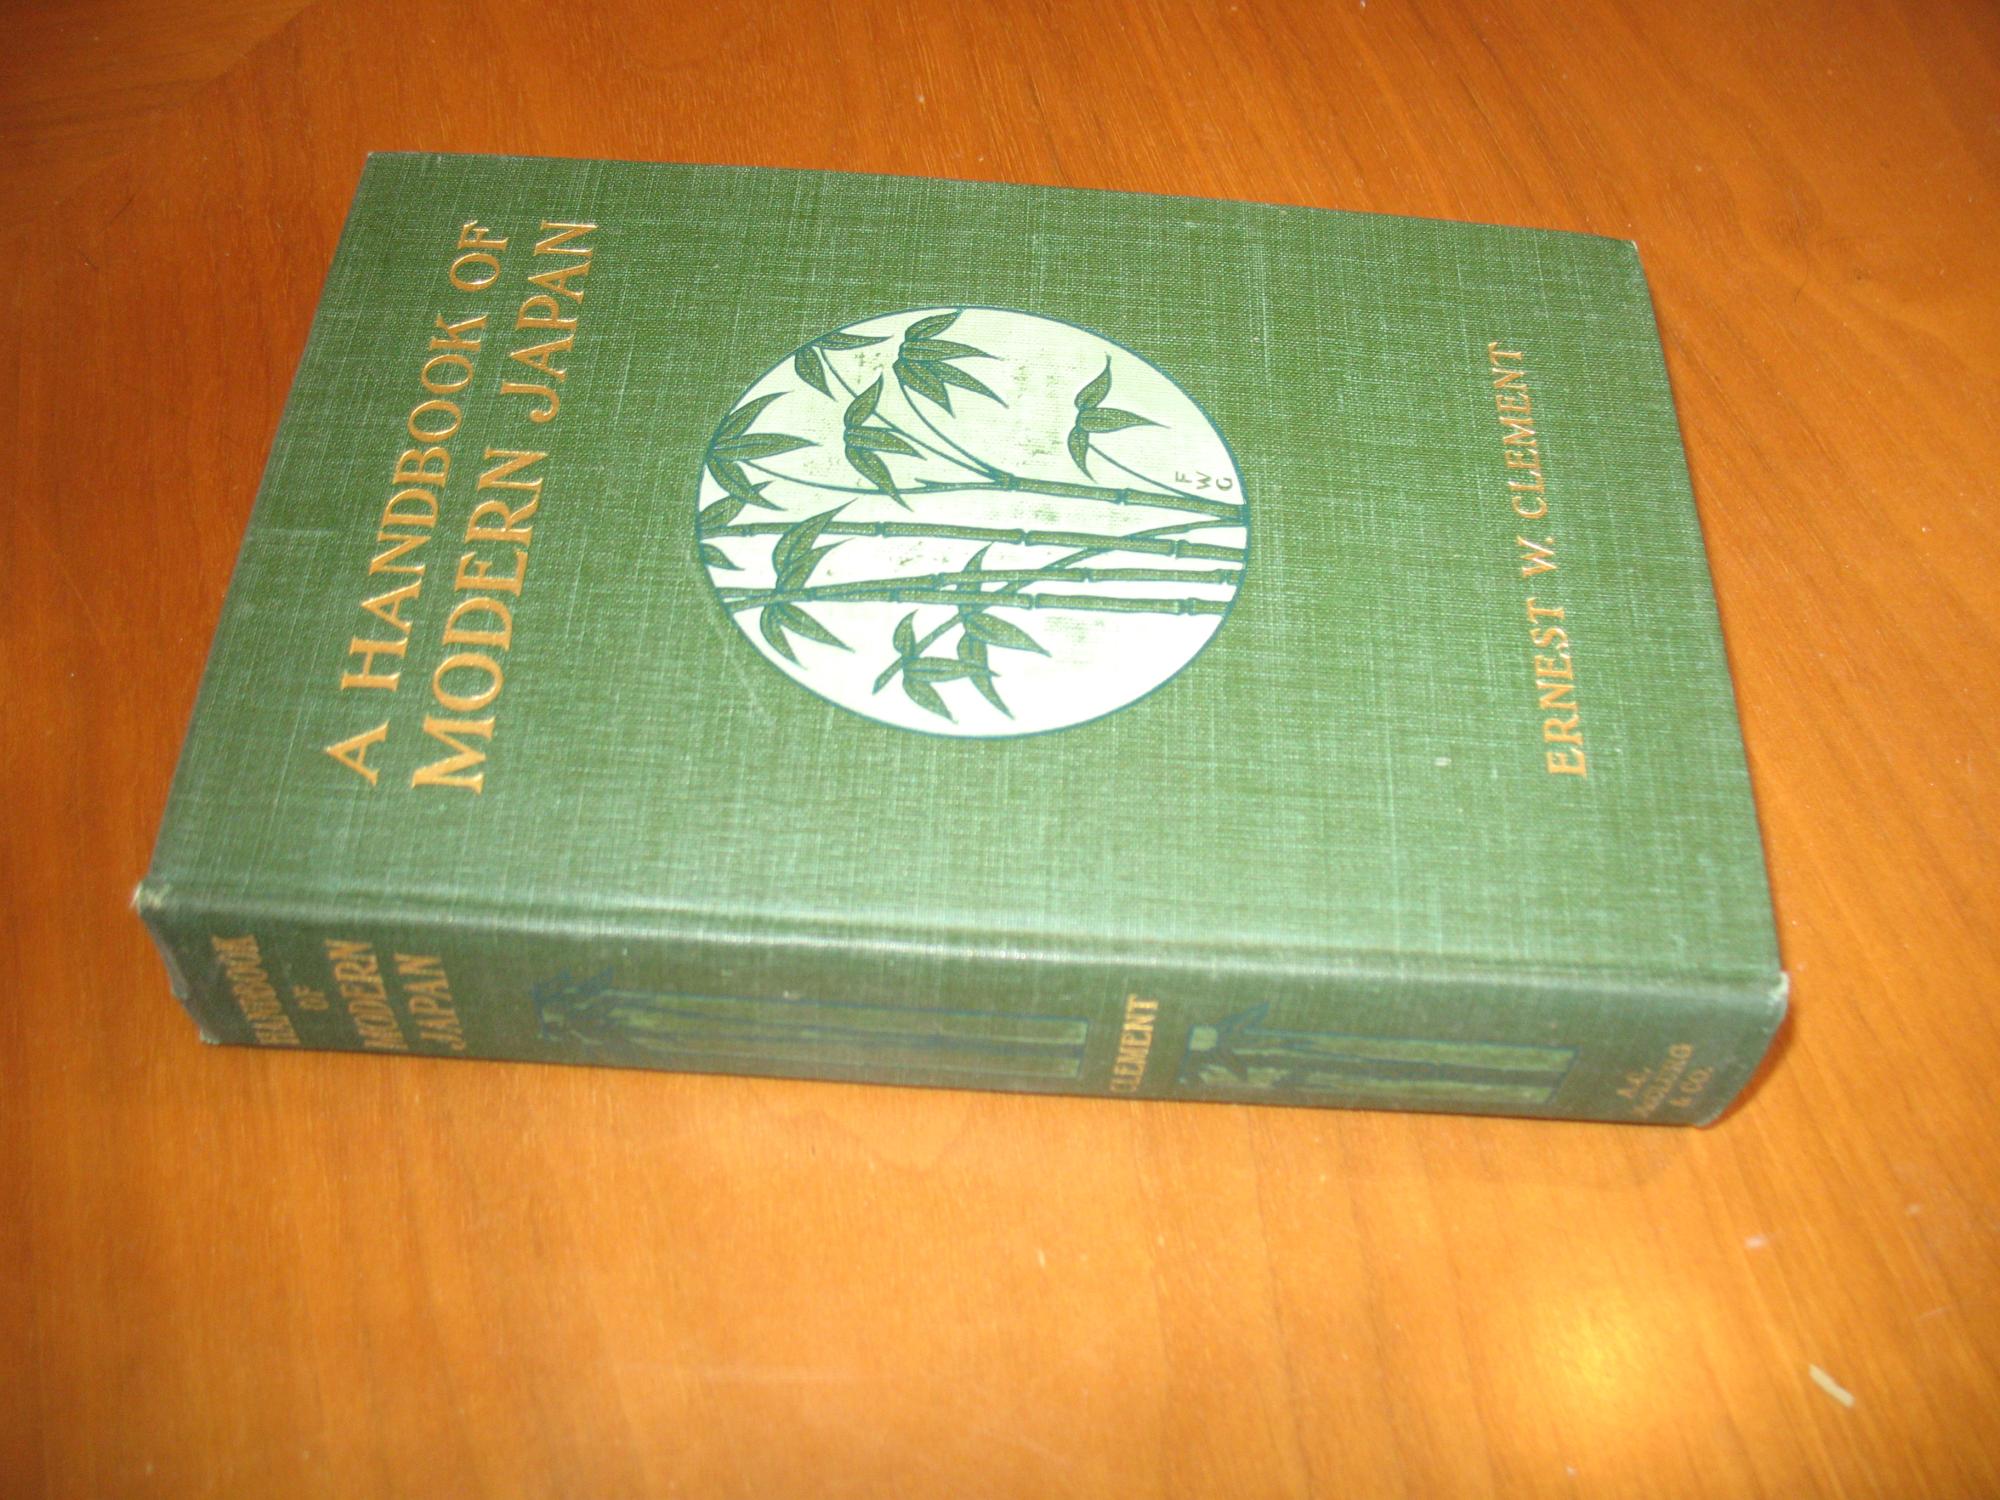 A HANDBOOK OF
MODERN JAPAN
F
W
G
ERNEST W. CLEMENT
HANDBOOK
OF
MODERN
JAPAN
CLEMENT
A.C.
MCCLURG
& CO.